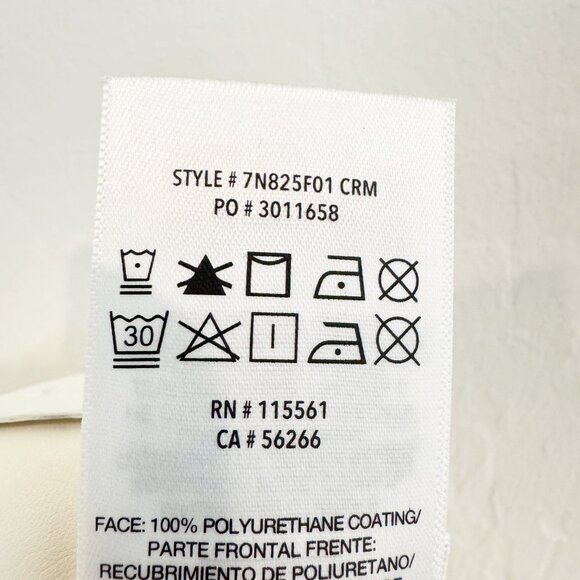 STYLE # 7N825F01 CRM
PO # 3011658
30
RN # 115561
CA # 56266
FACE: 100% POLYURETHANE COATING/
PARTE FRONTAL FRENTE:
RECUBRIMIENTO DE POLIURETANO/